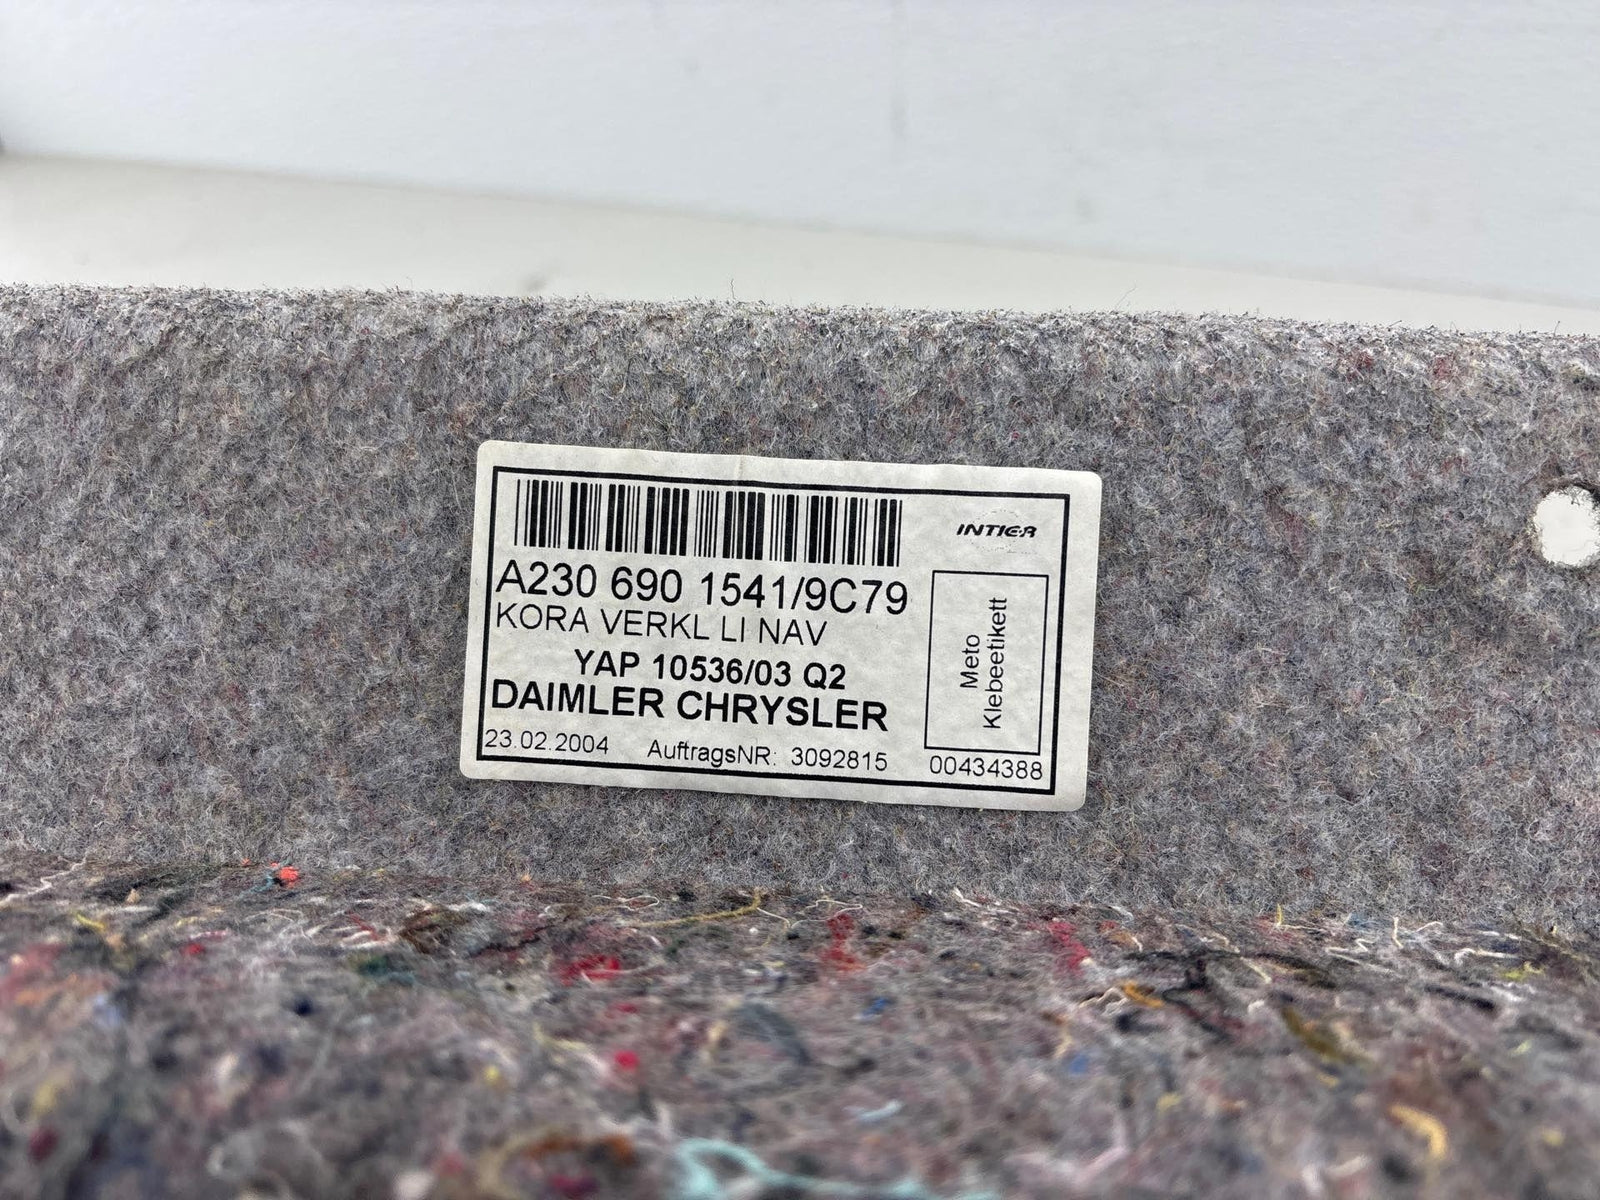 INTIER
A230 690 1541/9C79
KORA VERKL LI NAV
YAP 10536/03 Q2
DAIMLER CHRYSLER
23.02.2004 AuftragsNR: 3092815
Meto
Klebeetikett
00434388